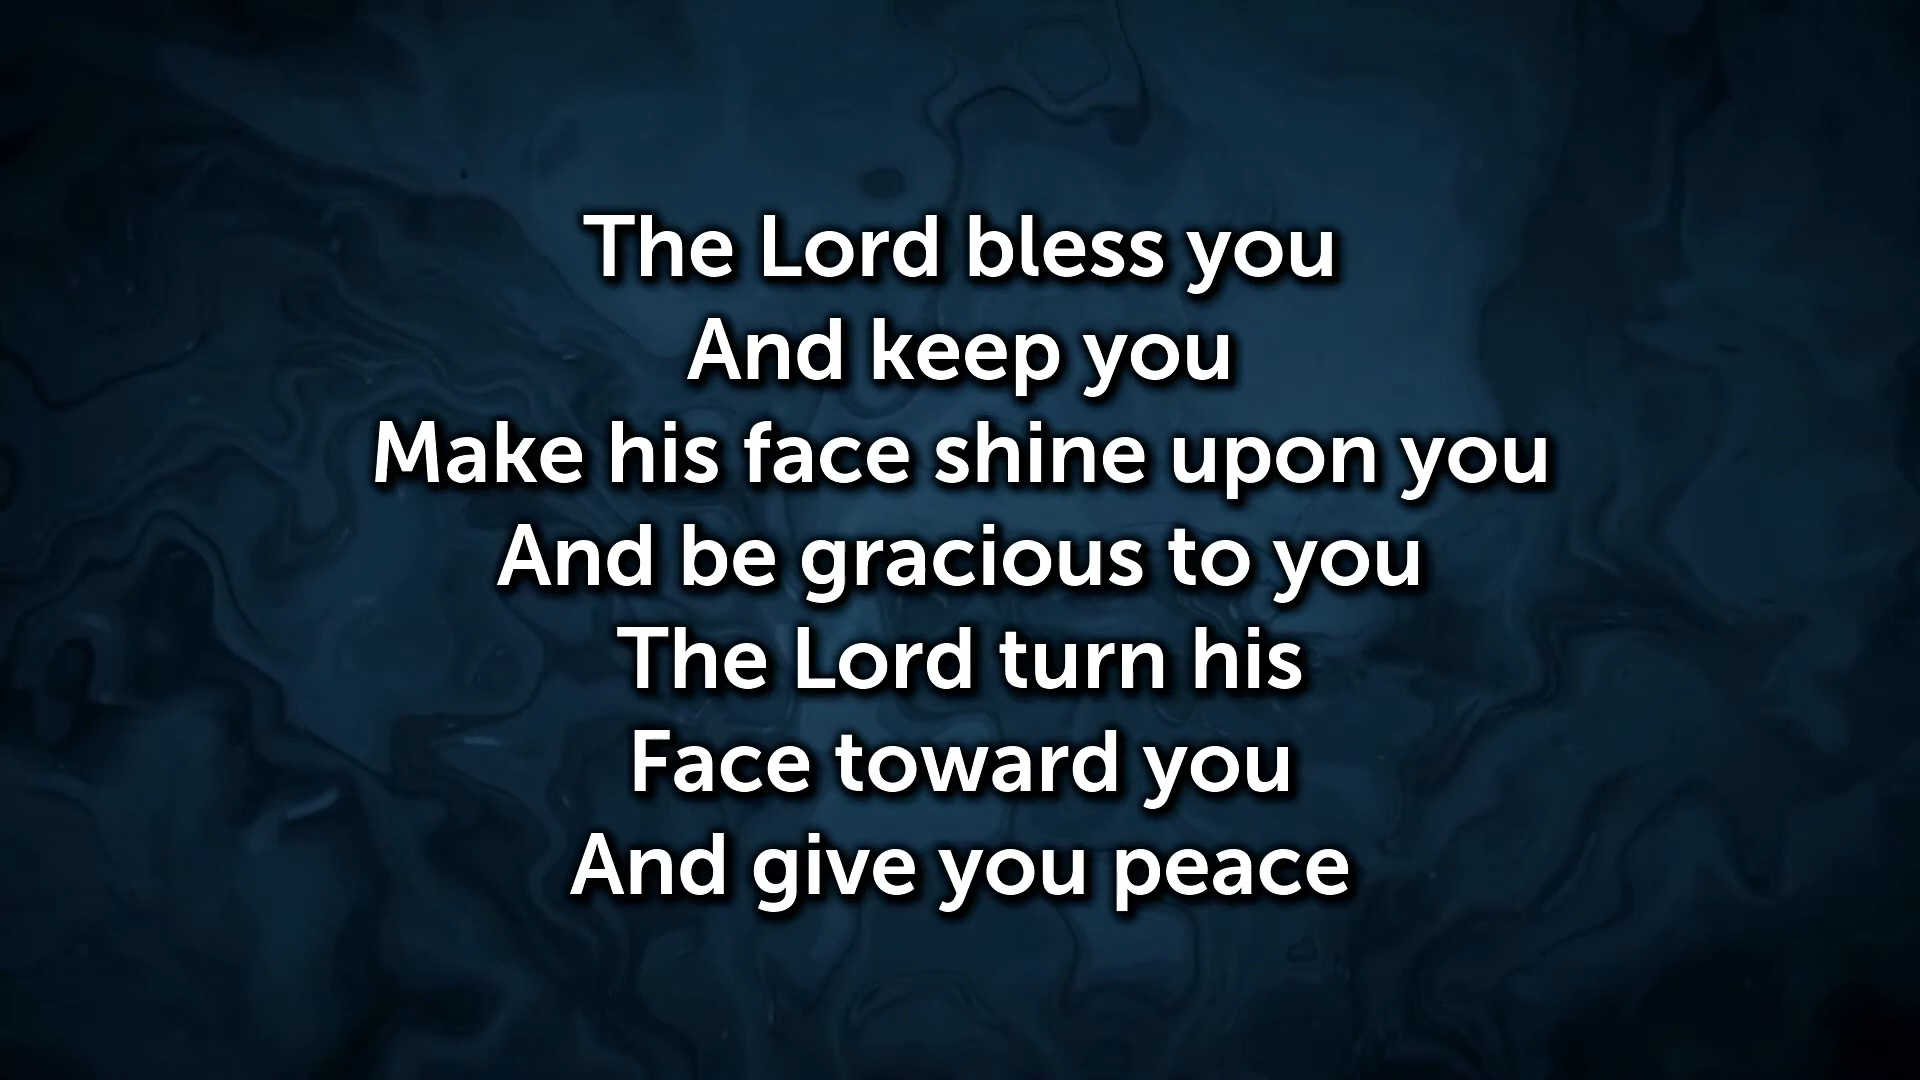 The Lord bless you
And keep you
Make his face shine upon you
And be gracious to you
The Lord turn his
Face toward you
And give you peace